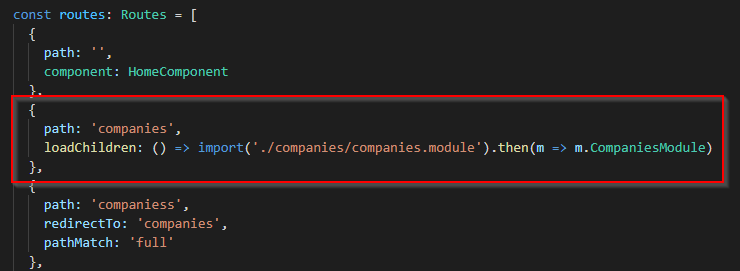 const routes: Routes = [
{
path: '',
component: HomeComponent
},
{
path: 'companies',
loadChildren: () => import('./companies/companies.module').then(m => m.CompaniesModule)
},
{
path: 'companiess',
redirectTo: 'companies',
pathMatch: 'full'
},